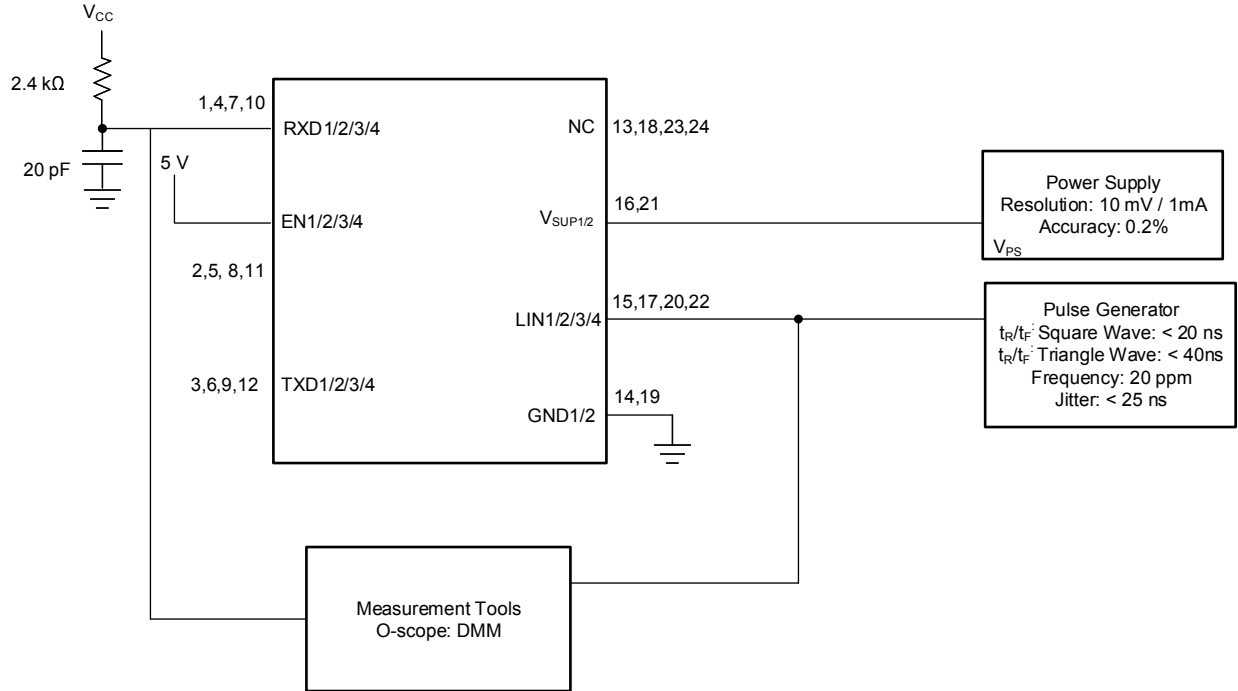 V_CC
2.4 kΩ
20 pF
1,4,7,10
RXD1/2/3/4
5 V
EN1/2/3/4
2,5, 8,11
3,6,9,12
TXD1/2/3/4
NC
13,18,23,24
V_SUP1/2
16,21
LIN1/2/3/4
15,17,20,22
GND1/2
14,19
Power Supply
Resolution: 10 mV / 1mA
Accuracy: 0.2%
V_PS
Pulse Generator
t_R/t_F: Square Wave: < 20 ns
t_R/t_F: Triangle Wave: < 40ns
Frequency: 20 ppm
Jitter: < 25 ns
Measurement Tools
O-scope: DMM